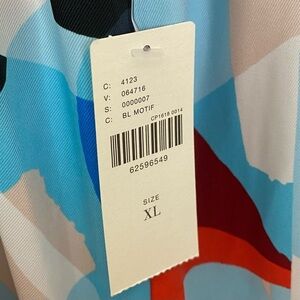 C: 4123
V: 064716
S: 0000007
C: BL MOTIF
CP1618 0014
62596549
SIZE
XL